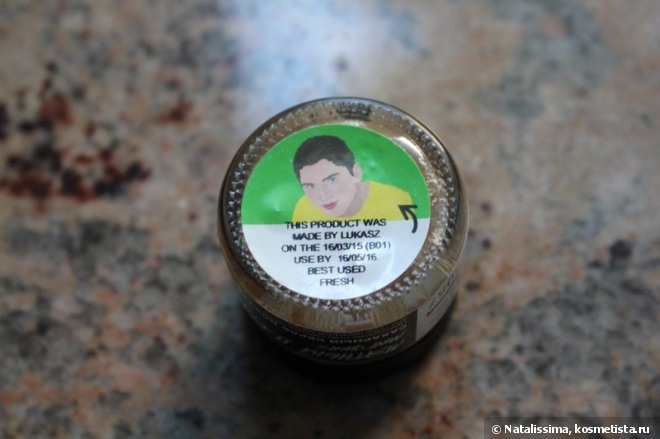 THIS PRODUCT WAS
MADE BY LUKASZ
ON THE 16/03/15 (B01)
USE BY 16/05/16
BEST USED
FRESH
© Natalissima, kosmetista.ru